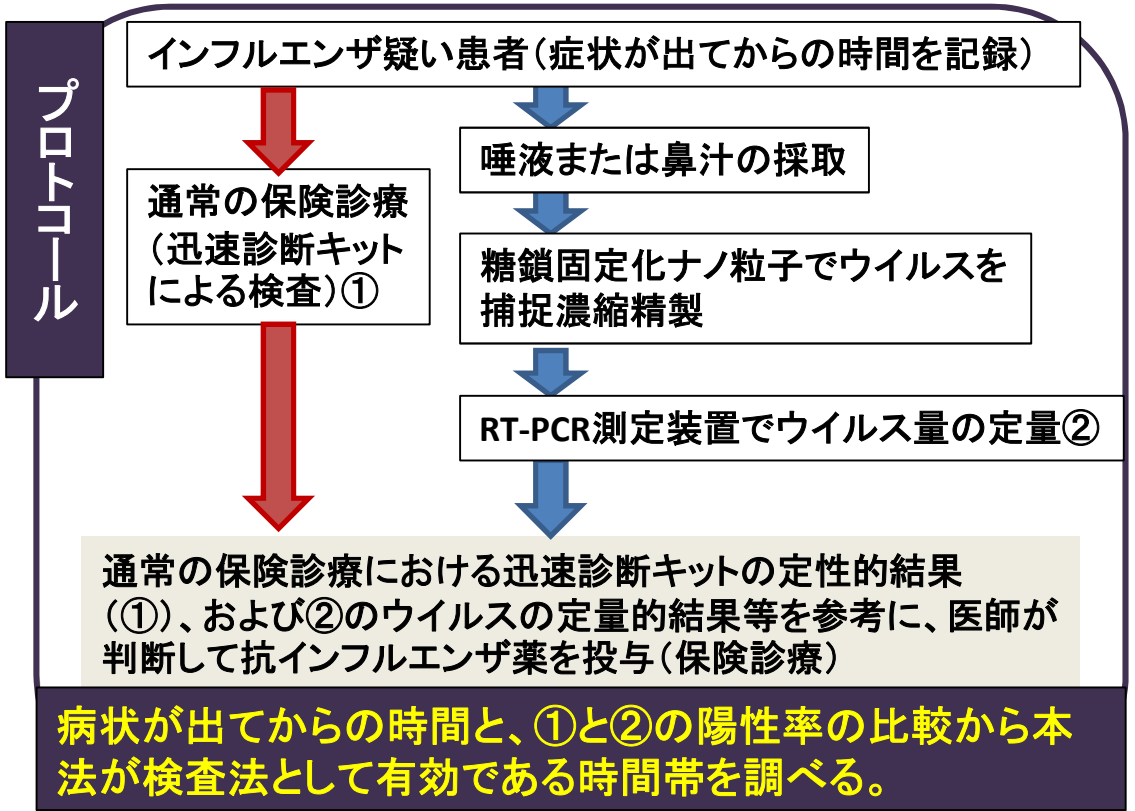 プロトコール
インフルエンザ疑い患者（症状が出てからの時間を記録）
通常の保険診療
（迅速診断キット
による検査）①
唾液または鼻汁の採取
糖鎖固定化ナノ粒子でウイルスを
捕捉濃縮精製
RT-PCR測定装置でウイルス量の定量②
通常の保険診療における迅速診断キットの定性的結果
（①）、および②のウイルスの定量的結果等を参考に、医師が
判断して抗インフルエンザ薬を投与（保険診療）
病状が出てからの時間と、①と②の陽性率の比較から本
法が検査法として有効である時間帯を調べる。